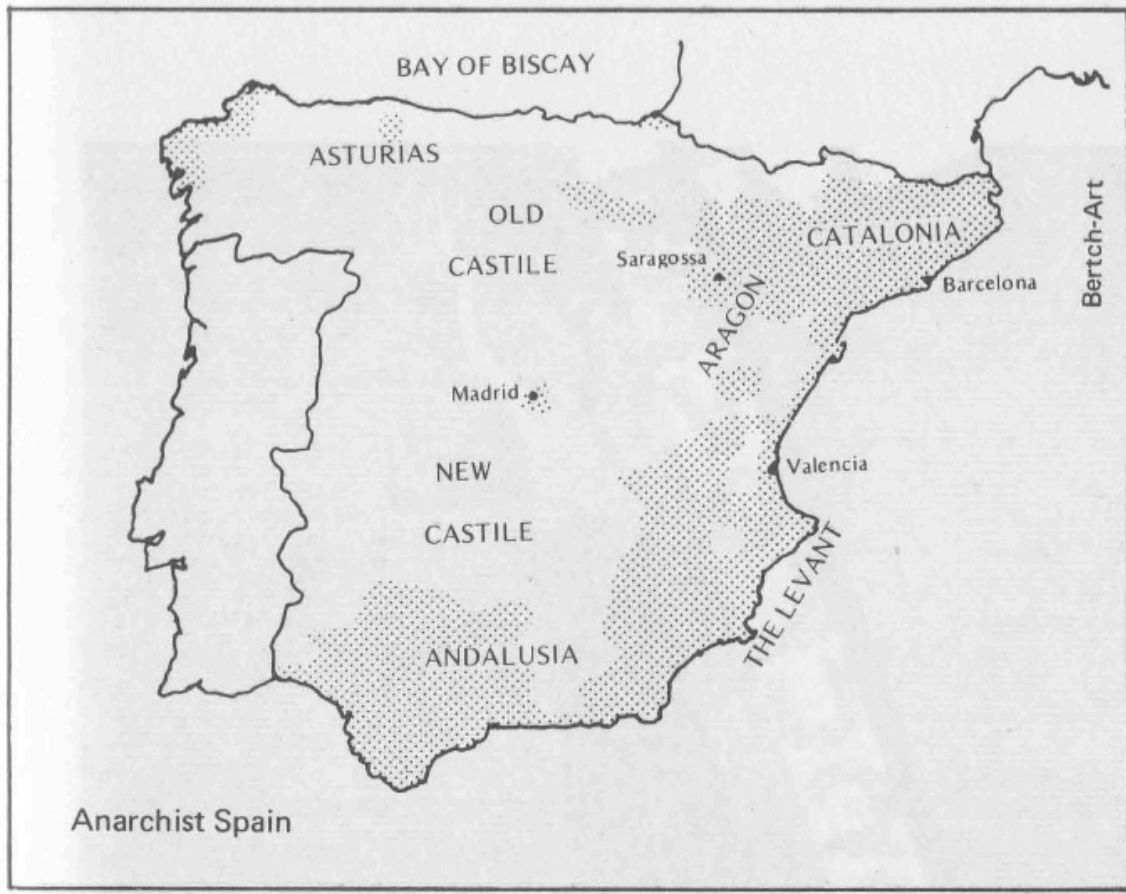 BAY OF BISCAY
ASTURIAS
OLD
CASTILE
CATALONIA
Saragossa
Barcelona
Bertch-Art
ARAGON
Madrid
NEW
CASTILE
Valencia
THE LEVANT
ANDALUSIA
Anarchist Spain